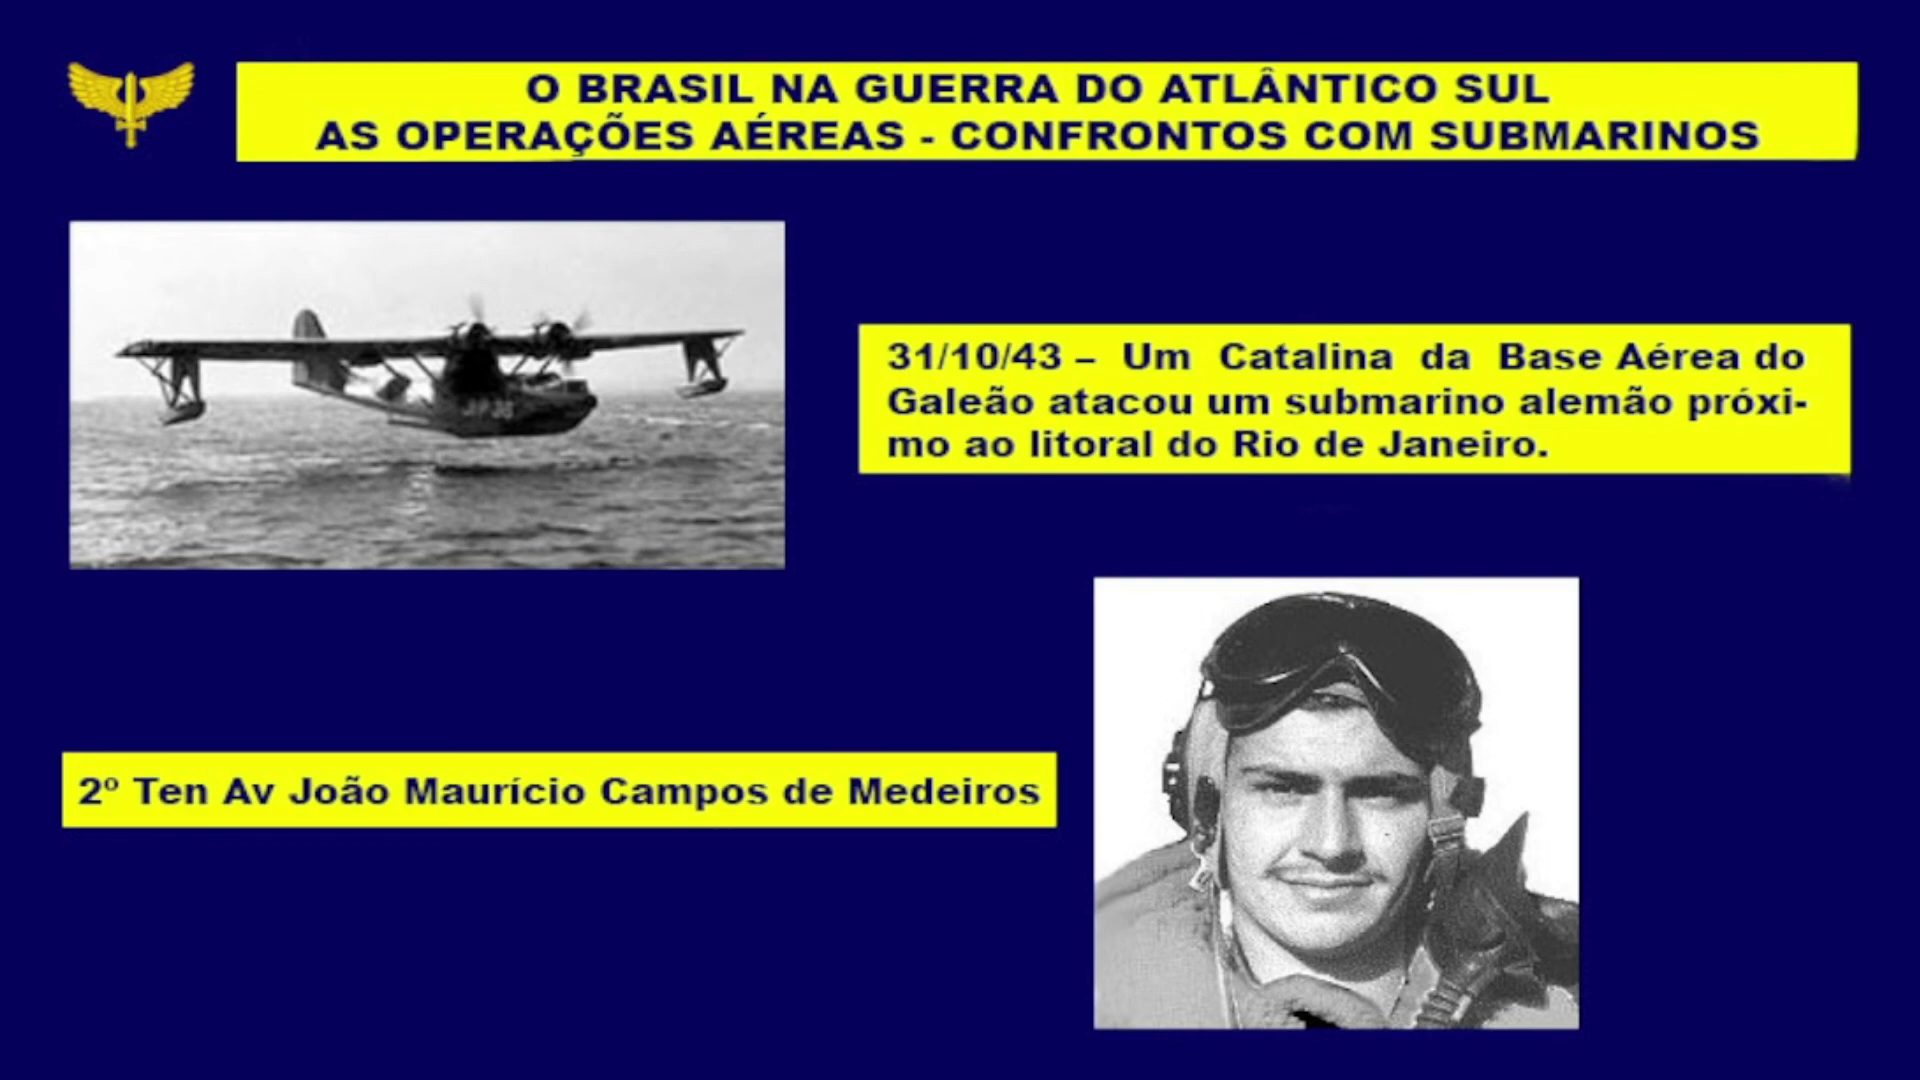 O BRASIL NA GUERRA DO ATLÂNTICO SUL
AS OPERAÇÕES AÉREAS - CONFRONTOS COM SUBMARINOS
31/10/43 – Um Catalina da Base Aérea do
Galeão atacou um submarino alemão próxi-
mo ao litoral do Rio de Janeiro.
2º Ten Av João Maurício Campos de Medeiros